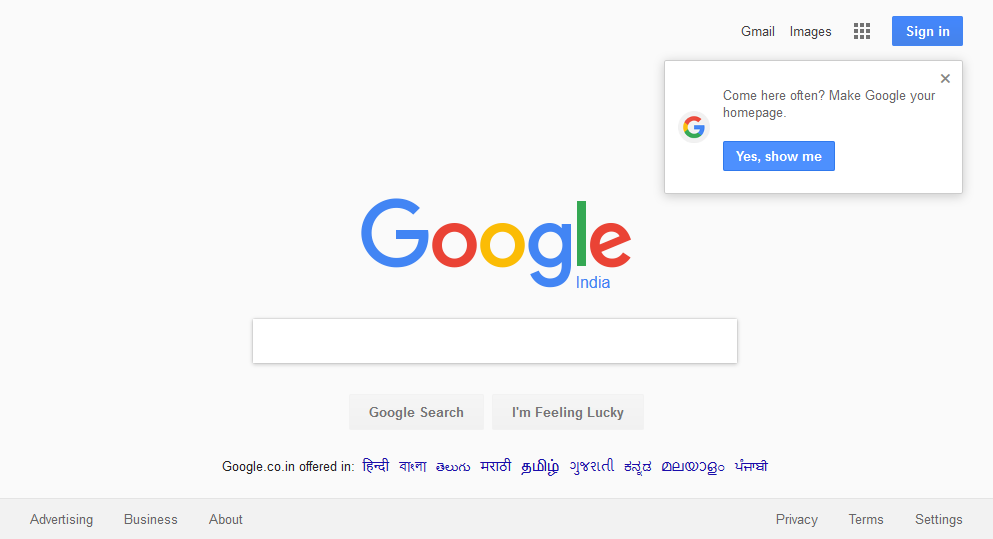 Gmail Images Sign in
Come here often? Make Google your
homepage.
Yes, show me
Google
India
Google Search I'm Feeling Lucky
Google.co.in offered in: हिन्दी বাংলা తెలుగు मराठी தமிழ் ગુજરાતી ಕನ್ನಡ മലയാളം ਪੰਜਾਬੀ
Advertising Business About Privacy Terms Settings